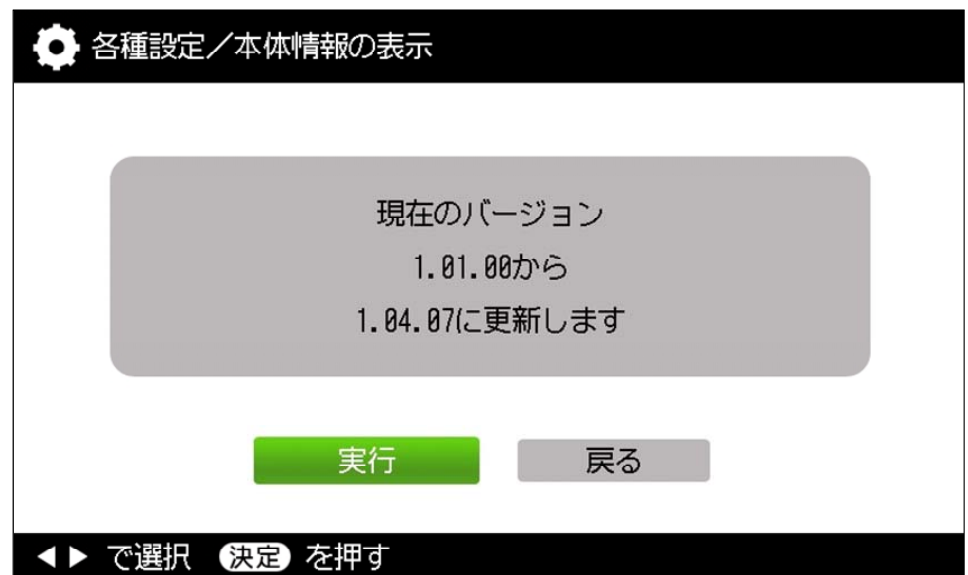 各種設定／本体情報の表示
現在のバージョン
1.01.00から
1.04.07に更新します
実行 戻る
◀▶ で選択 決定 を押す